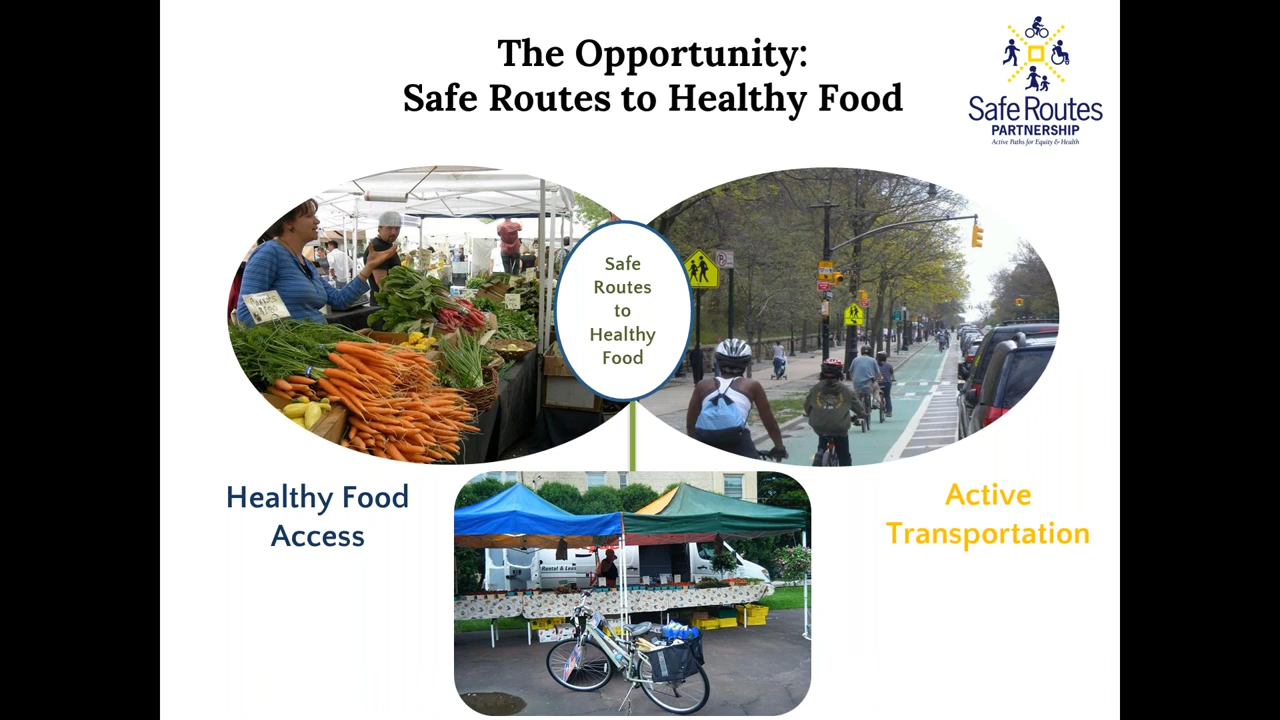 The Opportunity:
Safe Routes to Healthy Food
Safe Routes
PARTNERSHIP
Active Paths for Equity & Health
Safe
Routes
to
Healthy
Food
Healthy Food
Access
Active
Transportation